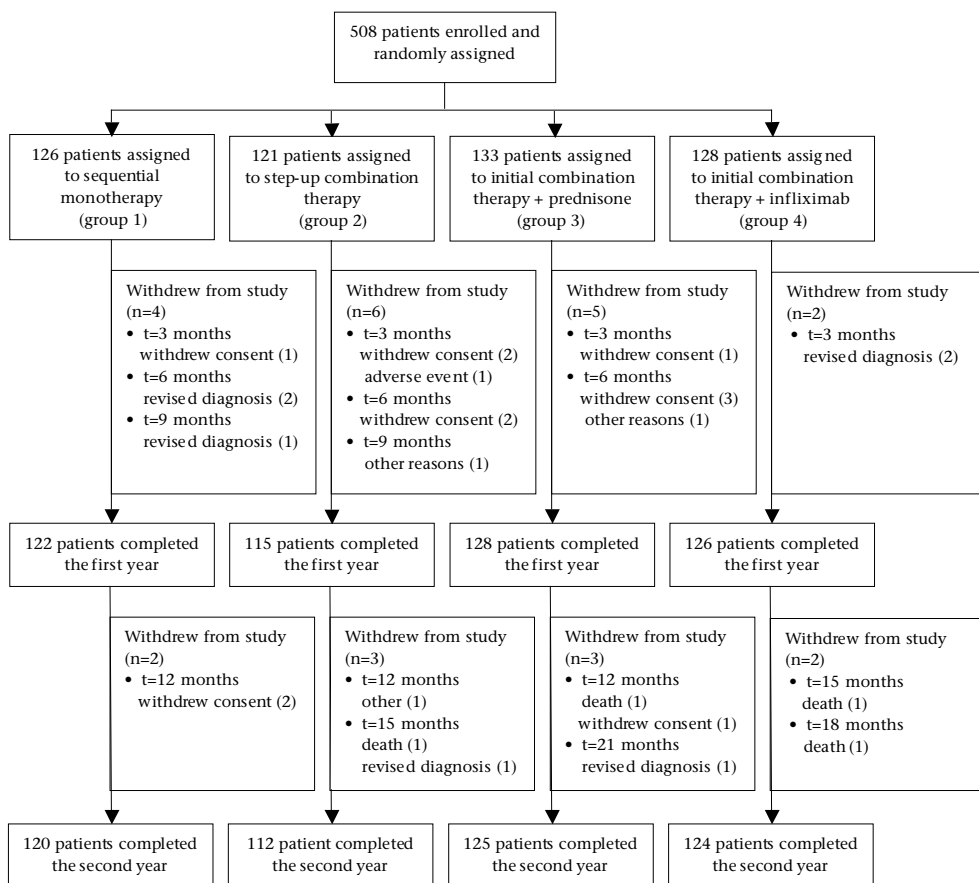 508 patients enrolled and
randomly assigned
126 patients assigned
to sequential
monotherapy
(group 1)
121 patients assigned
to step-up combination
therapy
(group 2)
133 patients assigned
to initial combination
therapy + prednisone
(group 3)
128 patients assigned
to initial combination
therapy + infliximab
(group 4)
Withdrew from study
(n=4)
• t=3 months
withdrew consent (1)
• t=6 months
revised diagnosis (2)
• t=9 months
revised diagnosis (1)
Withdrew from study
(n=6)
• t=3 months
withdrew consent (2)
adverse event (1)
• t=6 months
withdrew consent (2)
• t=9 months
other reasons (1)
Withdrew from study
(n=5)
• t=3 months
withdrew consent (1)
• t=6 months
withdrew consent (3)
other reasons (1)
Withdrew from study
(n=2)
• t=3 months
revised diagnosis (2)
122 patients completed
the first year
115 patients completed
the first year
128 patients completed
the first year
126 patients completed
the first year
Withdrew from study
(n=2)
• t=12 months
withdrew consent (2)
Withdrew from study
(n=3)
• t=12 months
other (1)
• t=15 months
death (1)
revised diagnosis (1)
Withdrew from study
(n=3)
• t=12 months
death (1)
withdrew consent (1)
• t=21 months
revised diagnosis (1)
Withdrew from study
(n=2)
• t=15 months
death (1)
• t=18 months
death (1)
120 patients completed
the second year
112 patient completed
the second year
125 patients completed
the second year
124 patients completed
the second year